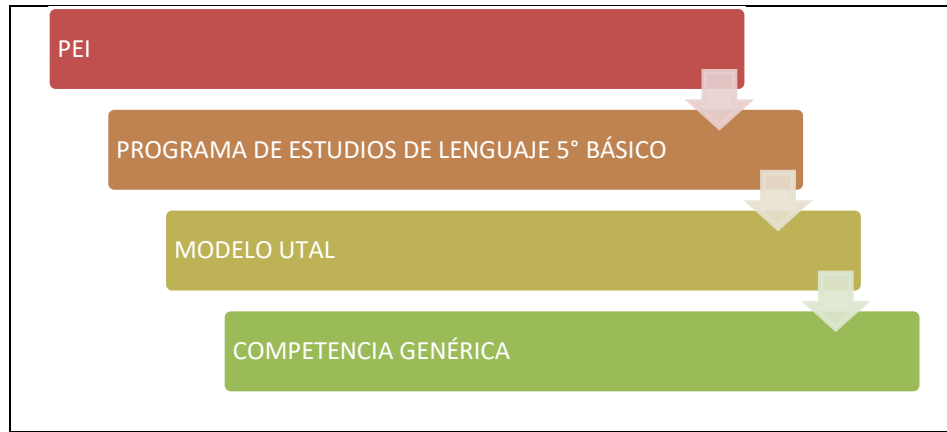 PEI
PROGRAMA DE ESTUDIOS DE LENGUAJE 5° BÁSICO
MODELO UTAL
COMPETENCIA GENÉRICA